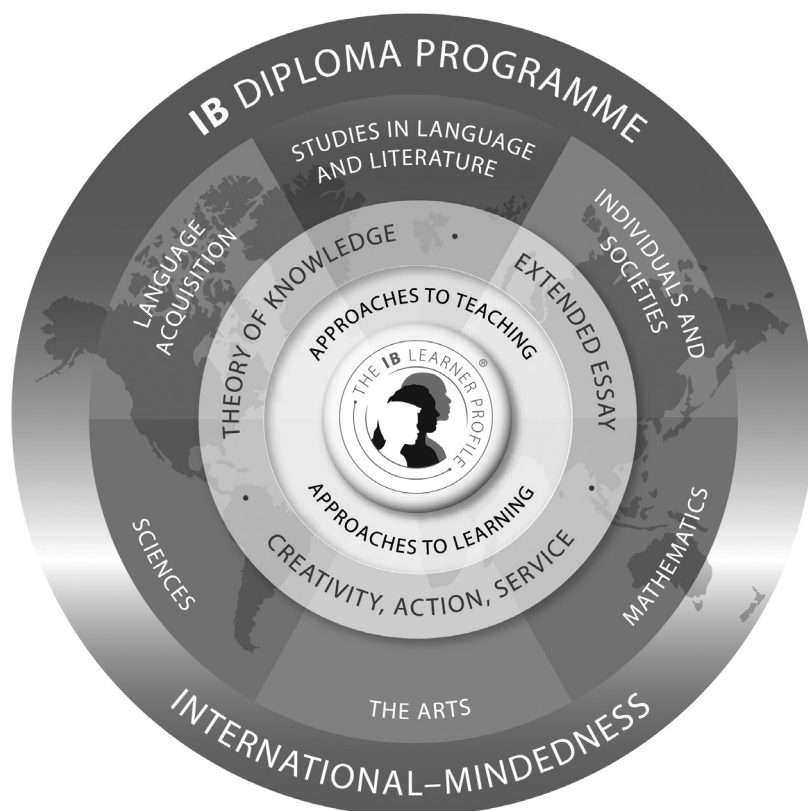 IB DIPLOMA PROGRAMME
STUDIES IN LANGUAGE
AND LITERATURE
LANGUAGE
ACQUISITION
INDIVIDUALS AND
SOCIETIES
THEORY OF KNOWLEDGE
•
EXTENDED ESSAY
APPROACHES TO TEACHING
• THE IB LEARNER PROFILE •
®
APPROACHES TO LEARNING
•
CREATIVITY, ACTION, SERVICE
•
SCIENCES
MATHEMATICS
THE ARTS
INTERNATIONAL–MINDEDNESS